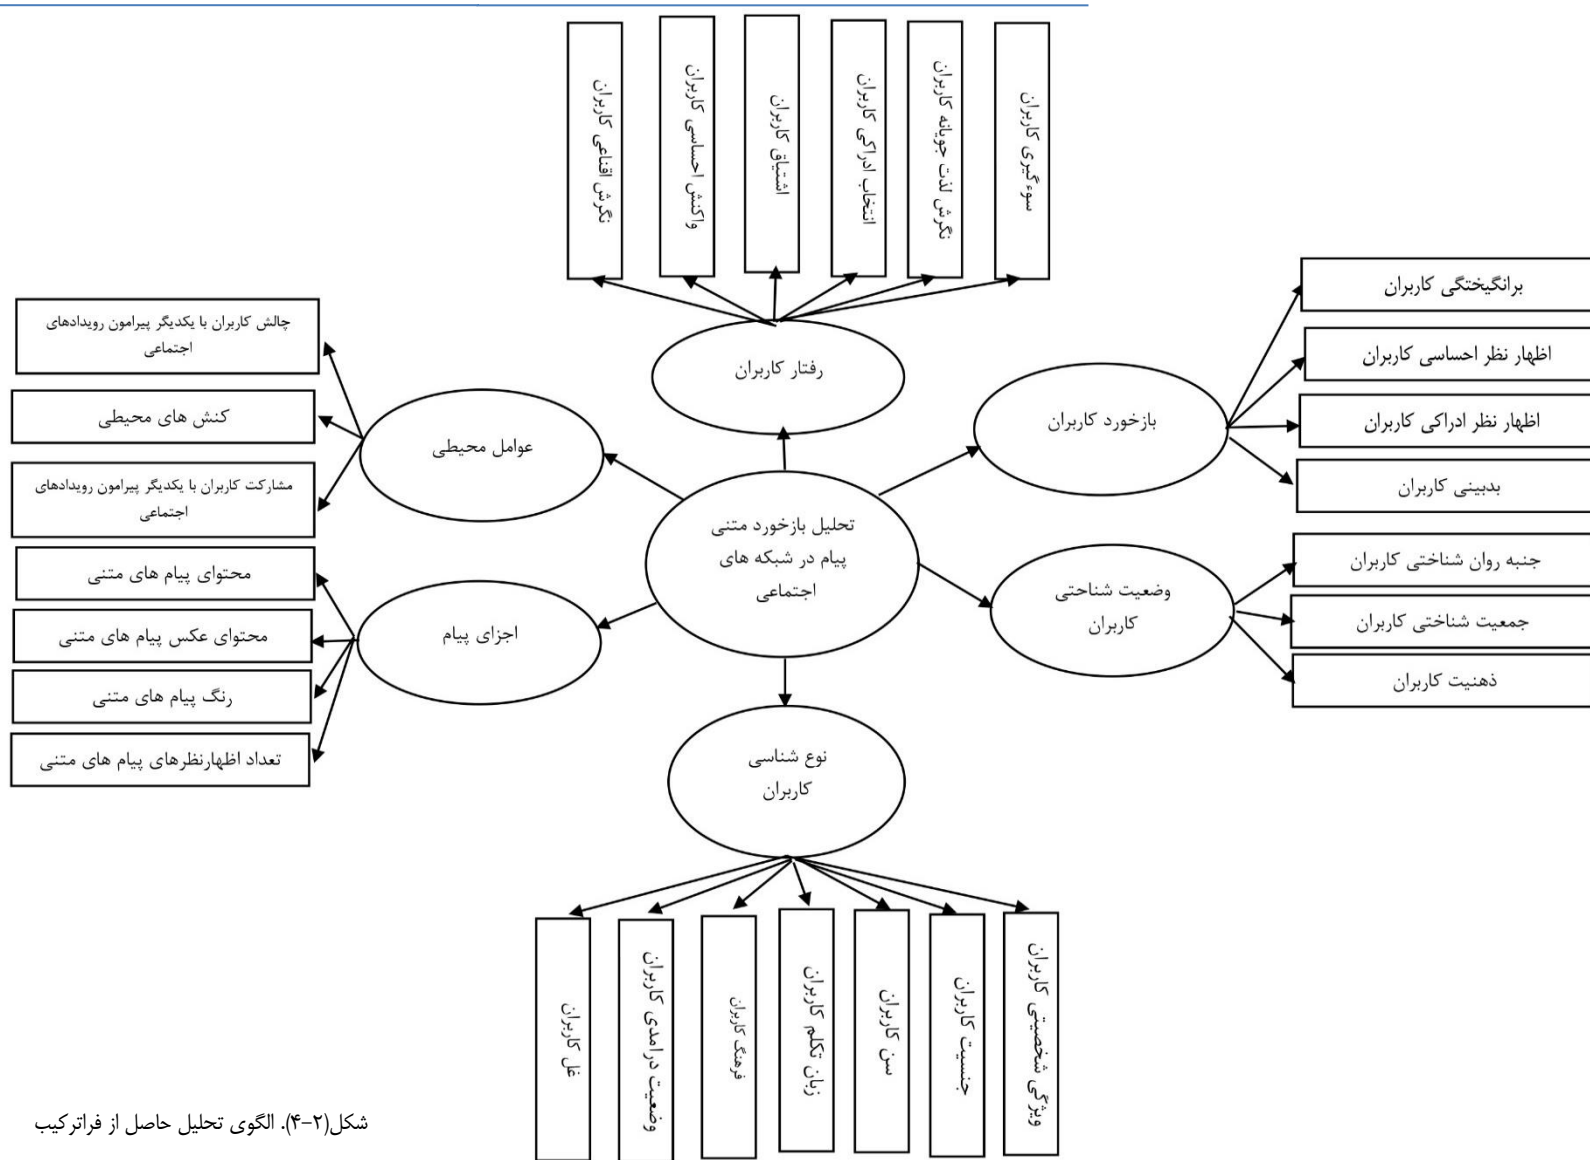 سوءگیری کاربران
نگرش لذت جویانه کاربران
انتخاب ادراکی کاربران
اشتیاق کاربران
واکنش احساسی کاربران
نگرش اقناعی کاربران
رفتار کاربران
برانگیختگی کاربران
اظهار نظر احساسی کاربران
اظهار نظر ادراکی کاربران
بدبینی کاربران
بازخورد کاربران
چالش کاربران با یکدیگر پیرامون رویدادهای
اجتماعی
کنش های محیطی
مشارکت کاربران با یکدیگر پیرامون رویدادهای
اجتماعی
عوامل محیطی
تحلیل بازخورد متنی
پیام در شبکه های
اجتماعی
جنبه روان شناختی کاربران
جمعیت شناختی کاربران
ذهنیت کاربران
وضعیت شناحتی
کاربران
محتوای پیام های متنی
محتوای عکس پیام های متنی
رنگ پیام های متنی
تعداد اظهارنظرهای پیام های متنی
اجزای پیام
نوع شناسی
کاربران
ویژگی شخصیتی کاربران
جنسیت کاربران
سن کاربران
زبان تکلم کاربران
فرهنگ کاربران
وضعیت درامدی کاربران
غل کاربران
شکل(۲-۴). الگوی تحلیل حاصل از فراترکیب